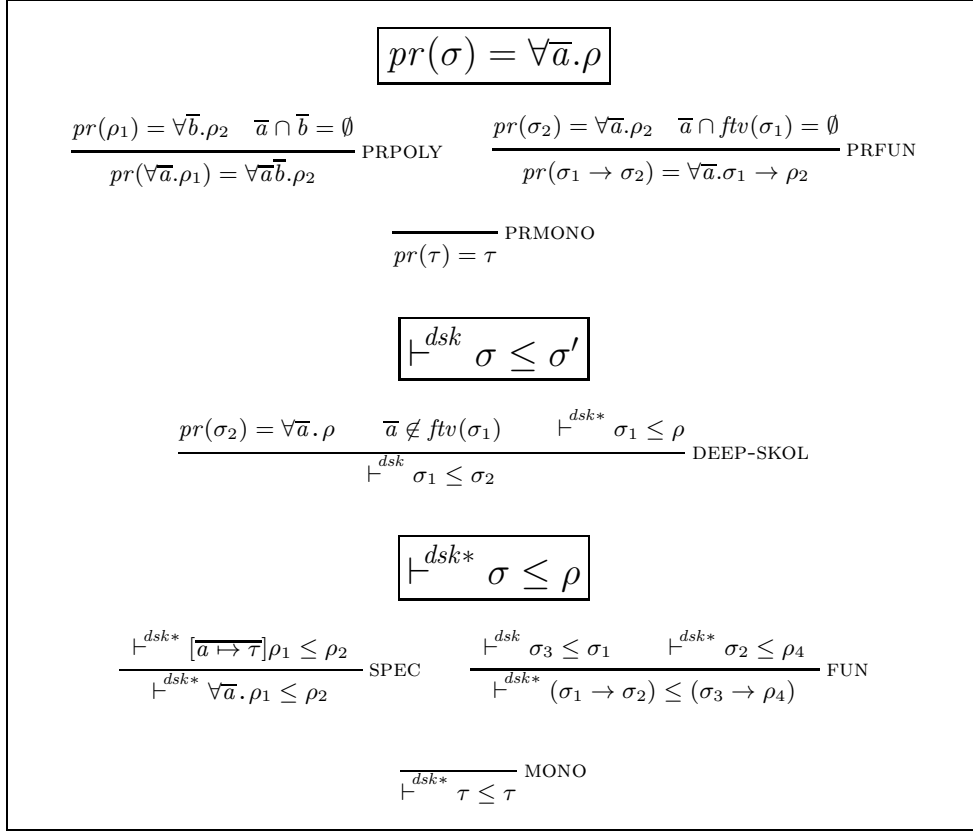 pr(σ) = ∀a̅.ρ
pr(ρ₁) = ∀b̅.ρ₂ a̅ ∩ b̅ = ∅
pr(∀a̅.ρ₁) = ∀a̅b̅.ρ₂
PRPOLY
pr(σ₂) = ∀a̅.ρ₂ a̅ ∩ ftv(σ₁) = ∅
pr(σ₁ → σ₂) = ∀a̅.σ₁ → ρ₂
PRFUN
pr(τ) = τ
PRMONO
⊢^dsk σ ≤ σ′
pr(σ₂) = ∀a̅.ρ a̅ ∉ ftv(σ₁) ⊢^dsk* σ₁ ≤ ρ
⊢^dsk σ₁ ≤ σ₂
DEEP-SKOL
⊢^dsk* σ ≤ ρ
⊢^dsk* [a̅ ↦ τ̅]ρ₁ ≤ ρ₂
⊢^dsk* ∀a̅.ρ₁ ≤ ρ₂
SPEC
⊢^dsk σ₃ ≤ σ₁ ⊢^dsk* σ₂ ≤ ρ₄
⊢^dsk* (σ₁ → σ₂) ≤ (σ₃ → ρ₄)
FUN
⊢^dsk* τ ≤ τ
MONO